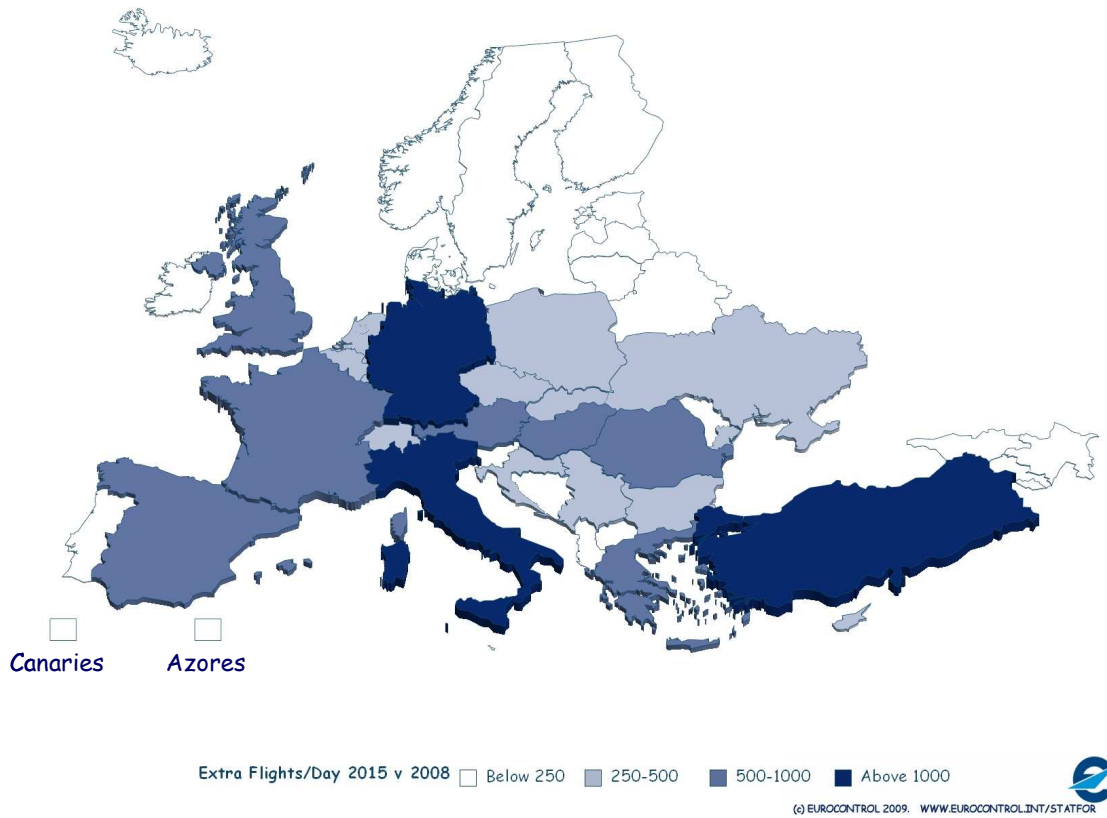 Canaries
Azores
Extra Flights/Day 2015 v 2008 Below 250 250-500 500-1000 Above 1000
(c) EUROCONTROL 2009. WWW.EUROCONTROL.INT/STATFOR